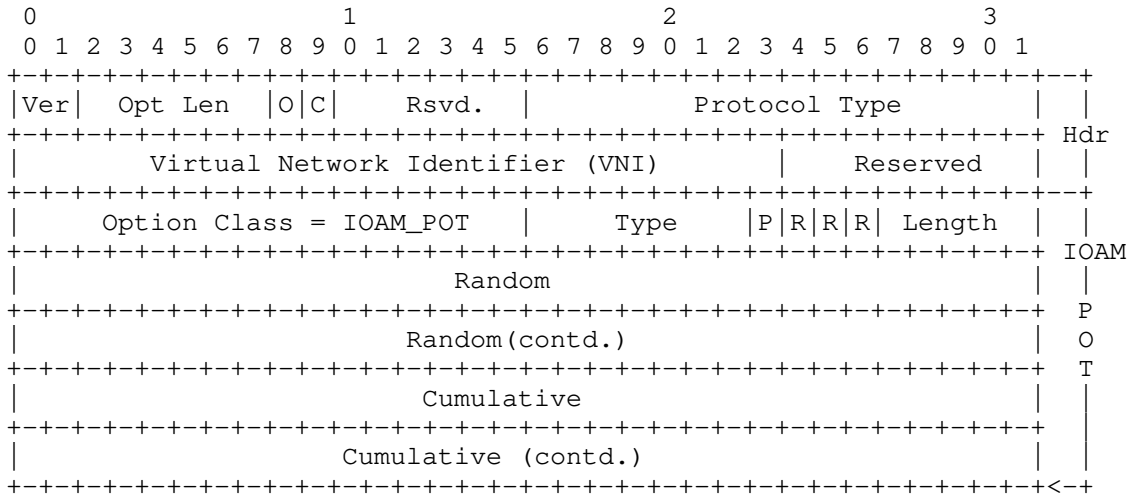 0                   1                   2                   3
 0 1 2 3 4 5 6 7 8 9 0 1 2 3 4 5 6 7 8 9 0 1 2 3 4 5 6 7 8 9 0 1
+-+-+-+-+-+-+-+-+-+-+-+-+-+-+-+-+-+-+-+-+-+-+-+-+-+-+-+-+-+-+-+-+--+
|Ver|  Opt Len  |O|C|    Rsvd.  |          Protocol Type        |  |
+-+-+-+-+-+-+-+-+-+-+-+-+-+-+-+-+-+-+-+-+-+-+-+-+-+-+-+-+-+-+-+-+ Hdr
|        Virtual Network Identifier (VNI)       |    Reserved   |  |
+-+-+-+-+-+-+-+-+-+-+-+-+-+-+-+-+-+-+-+-+-+-+-+-+-+-+-+-+-+-+-+-+--+
|     Option Class = IOAM_POT   |     Type    |P|R|R|R| Length  |  |
+-+-+-+-+-+-+-+-+-+-+-+-+-+-+-+-+-+-+-+-+-+-+-+-+-+-+-+-+-+-+-+-+ IOAM
|                           Random                              |  |
+-+-+-+-+-+-+-+-+-+-+-+-+-+-+-+-+-+-+-+-+-+-+-+-+-+-+-+-+-+-+-+-+  P
|                        Random(contd.)                         |  O
+-+-+-+-+-+-+-+-+-+-+-+-+-+-+-+-+-+-+-+-+-+-+-+-+-+-+-+-+-+-+-+-+  T
|                         Cumulative                            |  |
+-+-+-+-+-+-+-+-+-+-+-+-+-+-+-+-+-+-+-+-+-+-+-+-+-+-+-+-+-+-+-+-+  |
|                    Cumulative (contd.)                        |  |
+-+-+-+-+-+-+-+-+-+-+-+-+-+-+-+-+-+-+-+-+-+-+-+-+-+-+-+-+-+-+-+-+<-+